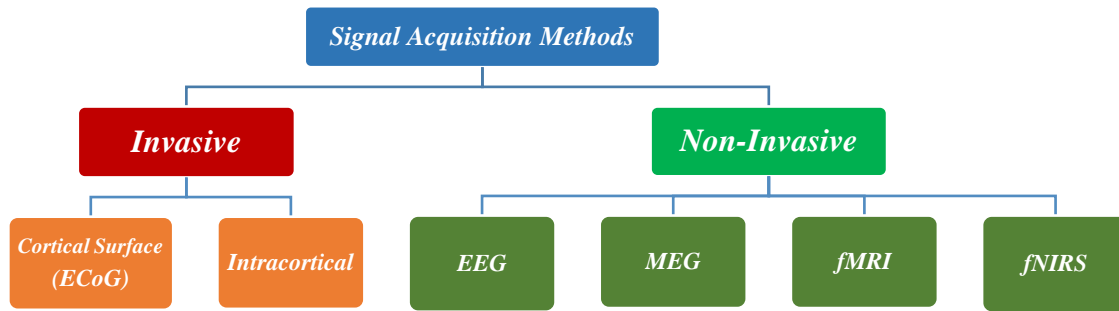 Signal Acquisition Methods
Invasive
Non-Invasive
Cortical Surface
(ECoG)
Intracortical
EEG
MEG
fMRI
fNIRS